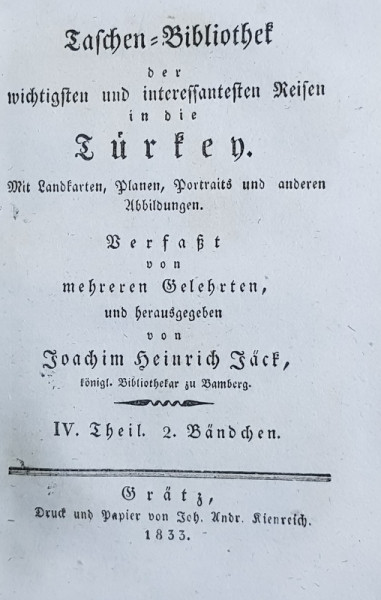 Taschen-Bibliothek
der
wichtigsten und interessantesten Reisen
in die
Türkey.
Mit Landkarten, Planen, Portraits und anderen
Abbildungen.
Verfaßt
von
mehreren Gelehrten,
und herausgegeben
von
Joachim Heinrich Jäck,
königl. Bibliothekar zu Bamberg.
IV. Theil. 2. Bändchen.
Grätz,
Druck und Papier von Joh. Andr. Kienreich.
1833.